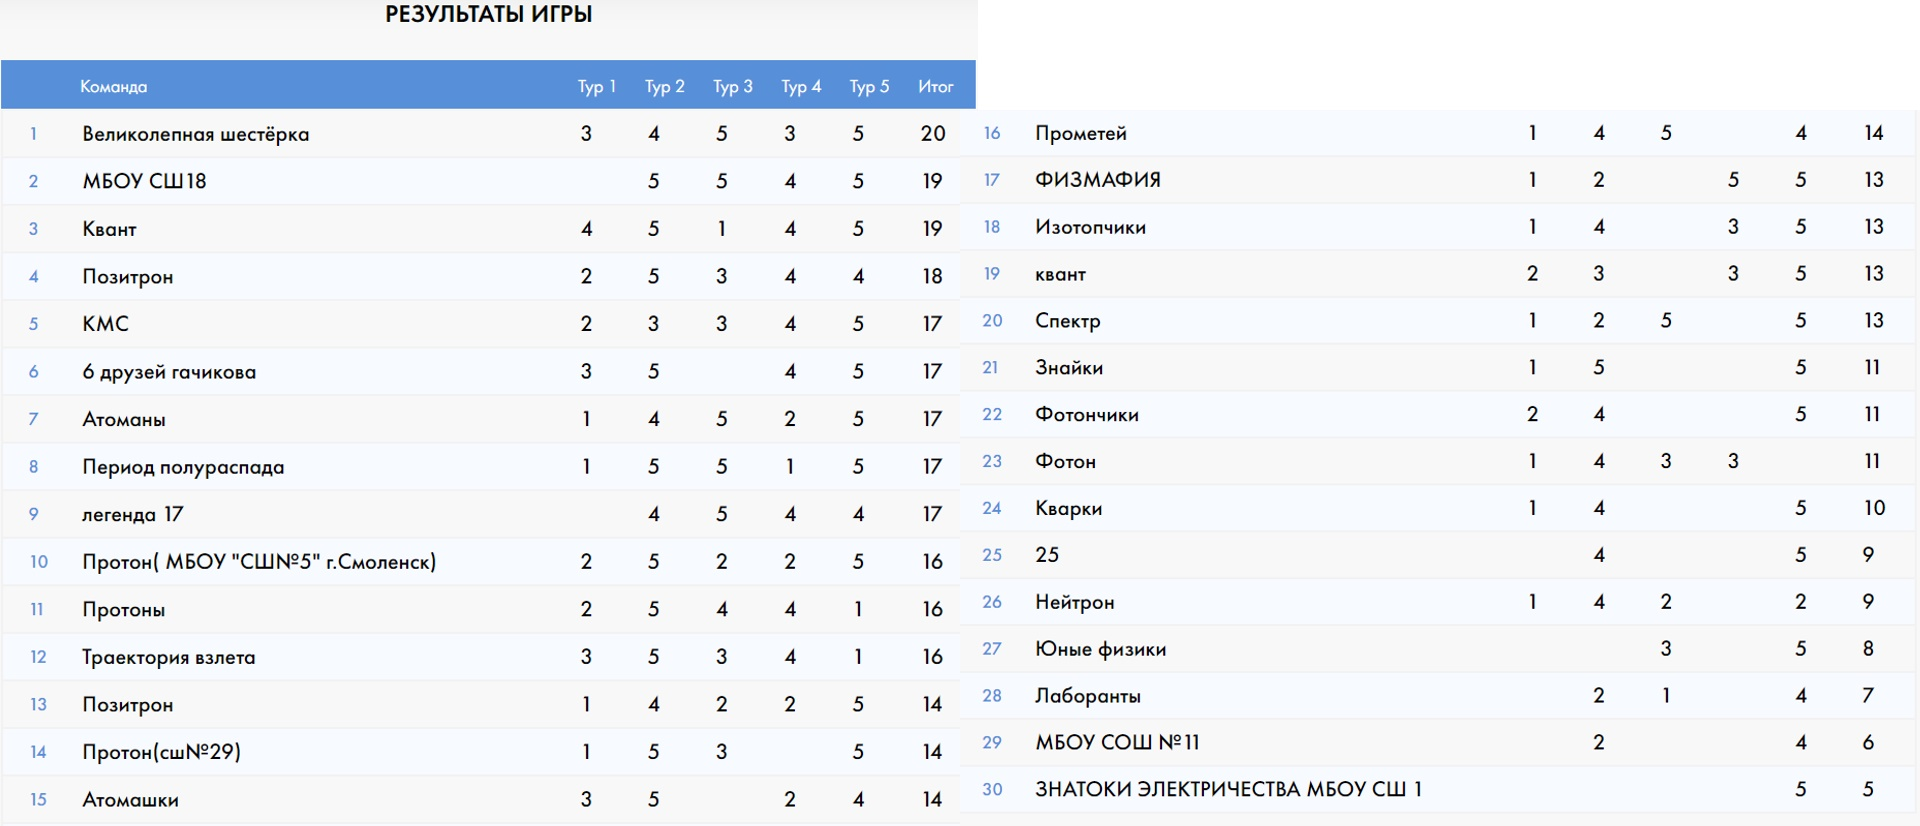 РЕЗУЛЬТАТЫ ИГРЫ
Команда Тур 1 Тур 2 Тур 3 Тур 4 Тур 5 Итог
1 Великолепная шестёрка 3 4 5 3 5 20
2 МБОУ СШ18 5 5 4 5 19
3 Квант 4 5 1 4 5 19
4 Позитрон 2 5 3 4 4 18
5 КМС 2 3 3 4 5 17
6 6 друзей гачикова 3 5 4 5 17
7 Атоманы 1 4 5 2 5 17
8 Период полураспада 1 5 5 1 5 17
9 легенда 17 4 5 4 4 17
10 Протон( МБОУ "СШ№5" г.Смоленск) 2 5 2 2 5 16
11 Протоны 2 5 4 4 1 16
12 Траектория взлета 3 5 3 4 1 16
13 Позитрон 1 4 2 2 5 14
14 Протон(сш№29) 1 5 3 5 14
15 Атомашки 3 5 2 4 14
16 Прометей 1 4 5 4 14
17 ФИЗМАФИЯ 1 2 5 5 13
18 Изотопчики 1 4 3 5 13
19 квант 2 3 3 5 13
20 Спектр 1 2 5 5 13
21 Знайки 1 5 5 11
22 Фотончики 2 4 5 11
23 Фотон 1 4 3 3 11
24 Кварки 1 4 5 10
25 25 4 5 9
26 Нейтрон 1 4 2 2 9
27 Юные физики 3 5 8
28 Лаборанты 2 1 4 7
29 МБОУ СОШ №11 2 4 6
30 ЗНАТОКИ ЭЛЕКТРИЧЕСТВА МБОУ СШ 1 5 5